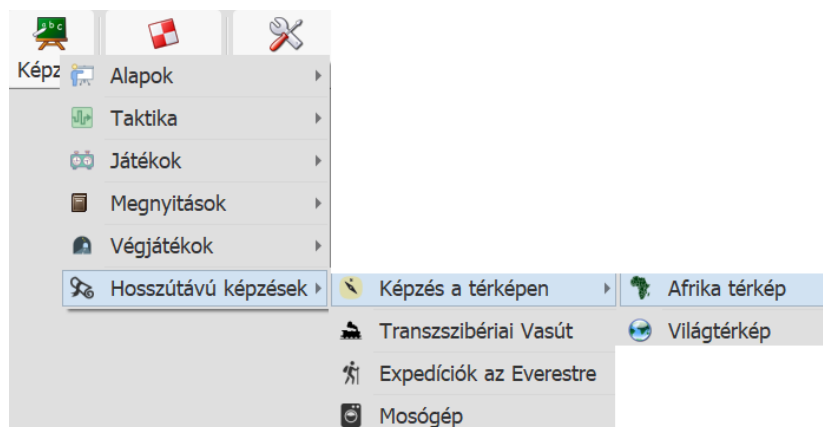 Képz
Alapok
Taktika
Játékok
Megnyitások
Végjátékok
Hosszútávú képzések
Képzés a térképen
Afrika térkép
Transzszibériai Vasút
Világtérkép
Expedíciók az Everestre
Mosógép